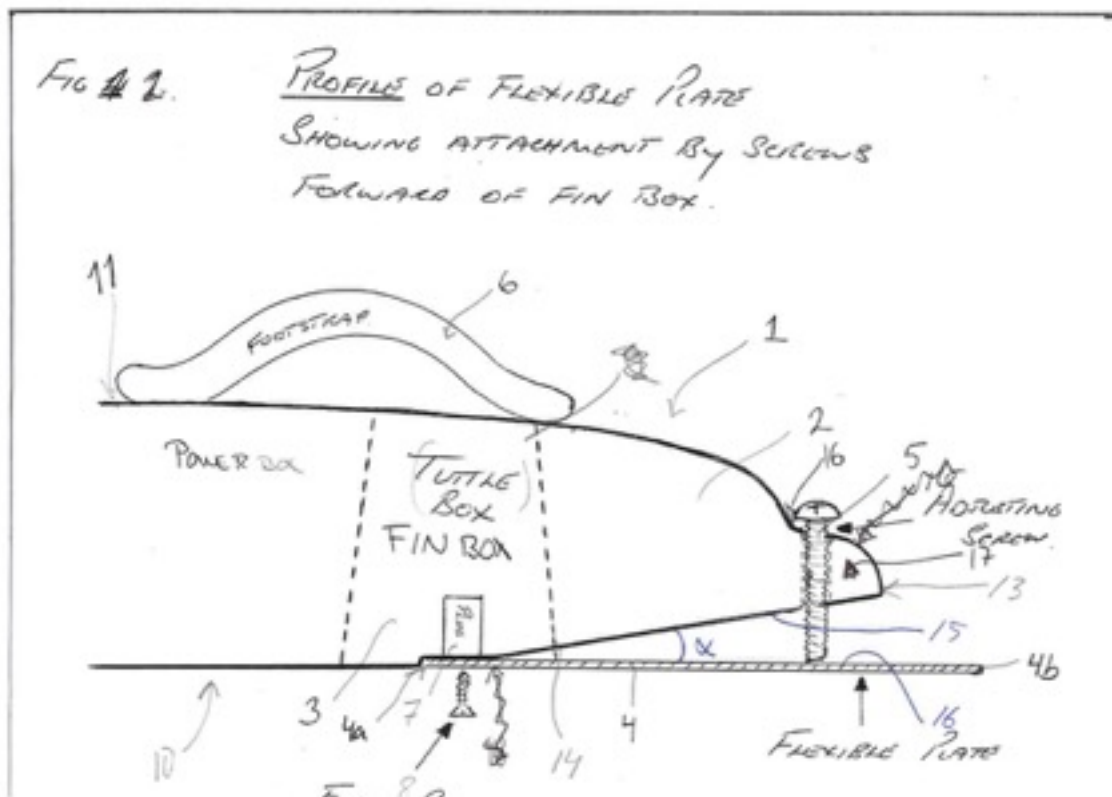 FIG 2.
PROFILE OF FLEXIBLE PLATE
SHOWING ATTACHMENT BY SCREWS
FORWARD OF FIN BOX.
11
6
FOOTSTRAP
1
2
16
5
POWER BOX
(TUTTLE
BOX)
FIN BOX
ADJUSTING
SCREW
17
13
PLUG
15
α
4b
3
4a
7
4
16
10
8
14
FLEXIBLE PLATE